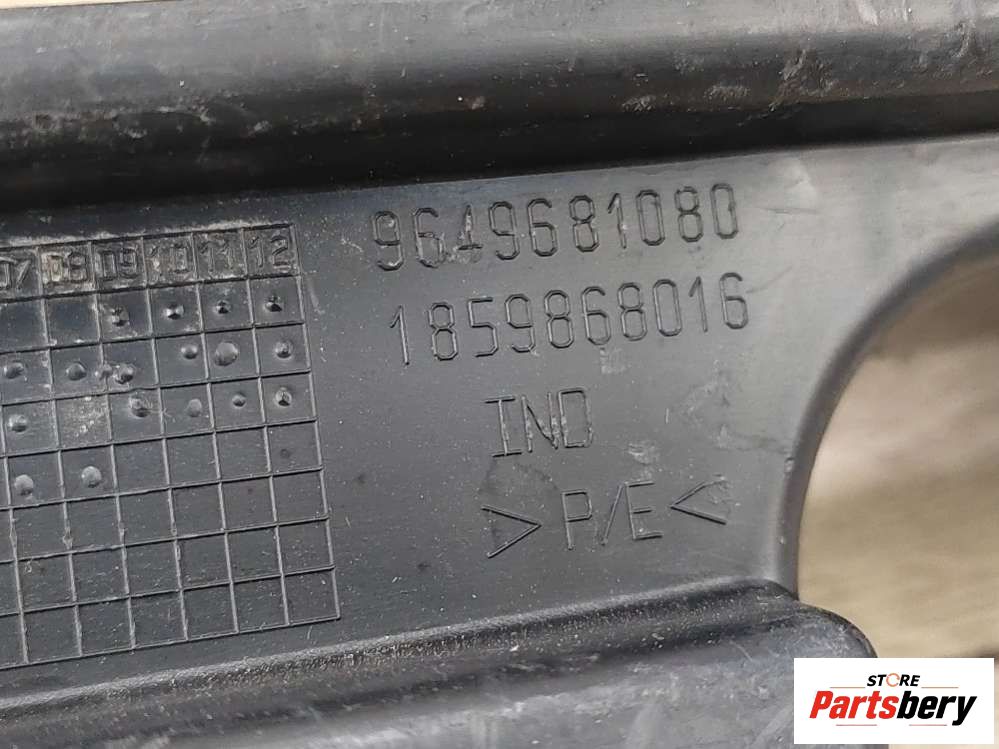 9649681080
1859868016
IND
>P/E<
07 08 09 10 11 12
STORE
Partsbery